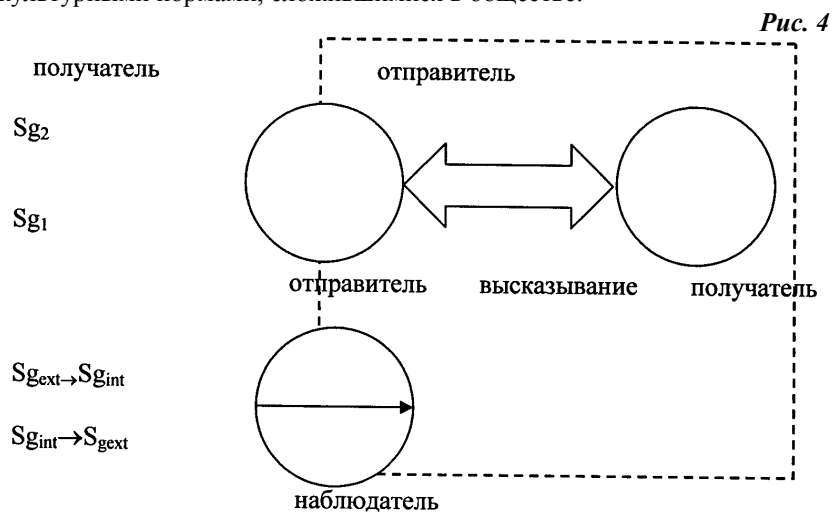 культурными нормами, сложившимися в обществе.
Рис. 4
получатель отправитель
Sg₂
Sg₁
отправитель высказывание получатель
Sgext→Sgint
Sgint→Sgext
наблюдатель